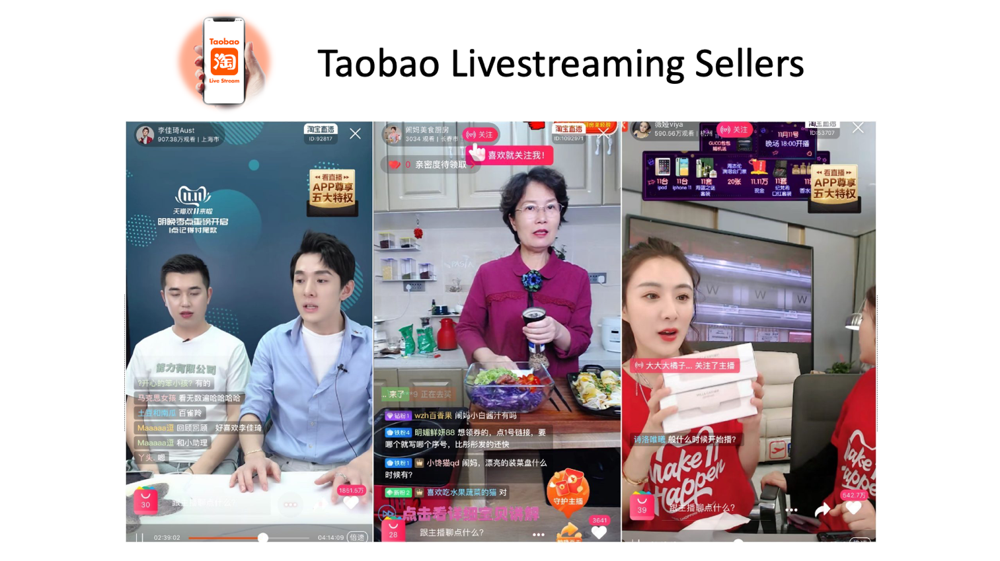 Taobao
淘
Live Stream
Taobao Livestreaming Sellers
李佳琦Aust
907.38万观看 | 上海市
淘宝直播
ID:92817
看直播
APP尊享
五大特权
11.11
天猫双11来啦
明晚零点重磅开启
1点记得付尾款
有限公司
?开心的笨小孩? 有的
马克思女孩 看无数遍哈哈哈哈
土豆和南瓜 百雀羚
Maaaaa逗 回顾回顾 好喜欢李佳琦
Maaaaa逗 和小助理
丫头. 嗯
1851.5万
30
跟主播聊点什么?
02:39:02
04:14:09
倍速
闹妈美食厨房
3034 观看 | 长春市
关注
淘宝直播
ID:1092971
喜欢就关注我！
0 亲密度待领取
.. 来了
**9 正在去买
钻粉1 wzh百香果 闹妈小白酱汁有吗
铁粉4 明媚鲜妍88 想领券的，点1号链接，要
哪个就写哪个序号，比彤彤发的还快
铁粉1 小馋猫qd 闹妈，漂亮的装菜盘什么
时候有?
新粉2 喜欢吃水果蔬菜的猫 对
守护主播
点击看详细宝贝讲解
3641
28
跟主播聊点什么?
薇娅viya
590.56万观看 | 杭州
关注
淘宝直播
ID:53707
GUCCI包包
随机送
11月11号
晚场 18:00开播
11台
ipad
11台
iphone 11
11套
海蓝之谜
套装
周杰伦
演唱会门票
20张
11.11万
现金
11套
纪梵希
口红套装
香水
看直播
APP尊享
五大特权
W
W
大大大橘子... 关注了主播
诗洛唯曦 般什么时候开始播?
Make it
Happen
542.7万
39
跟主播聊点什么?